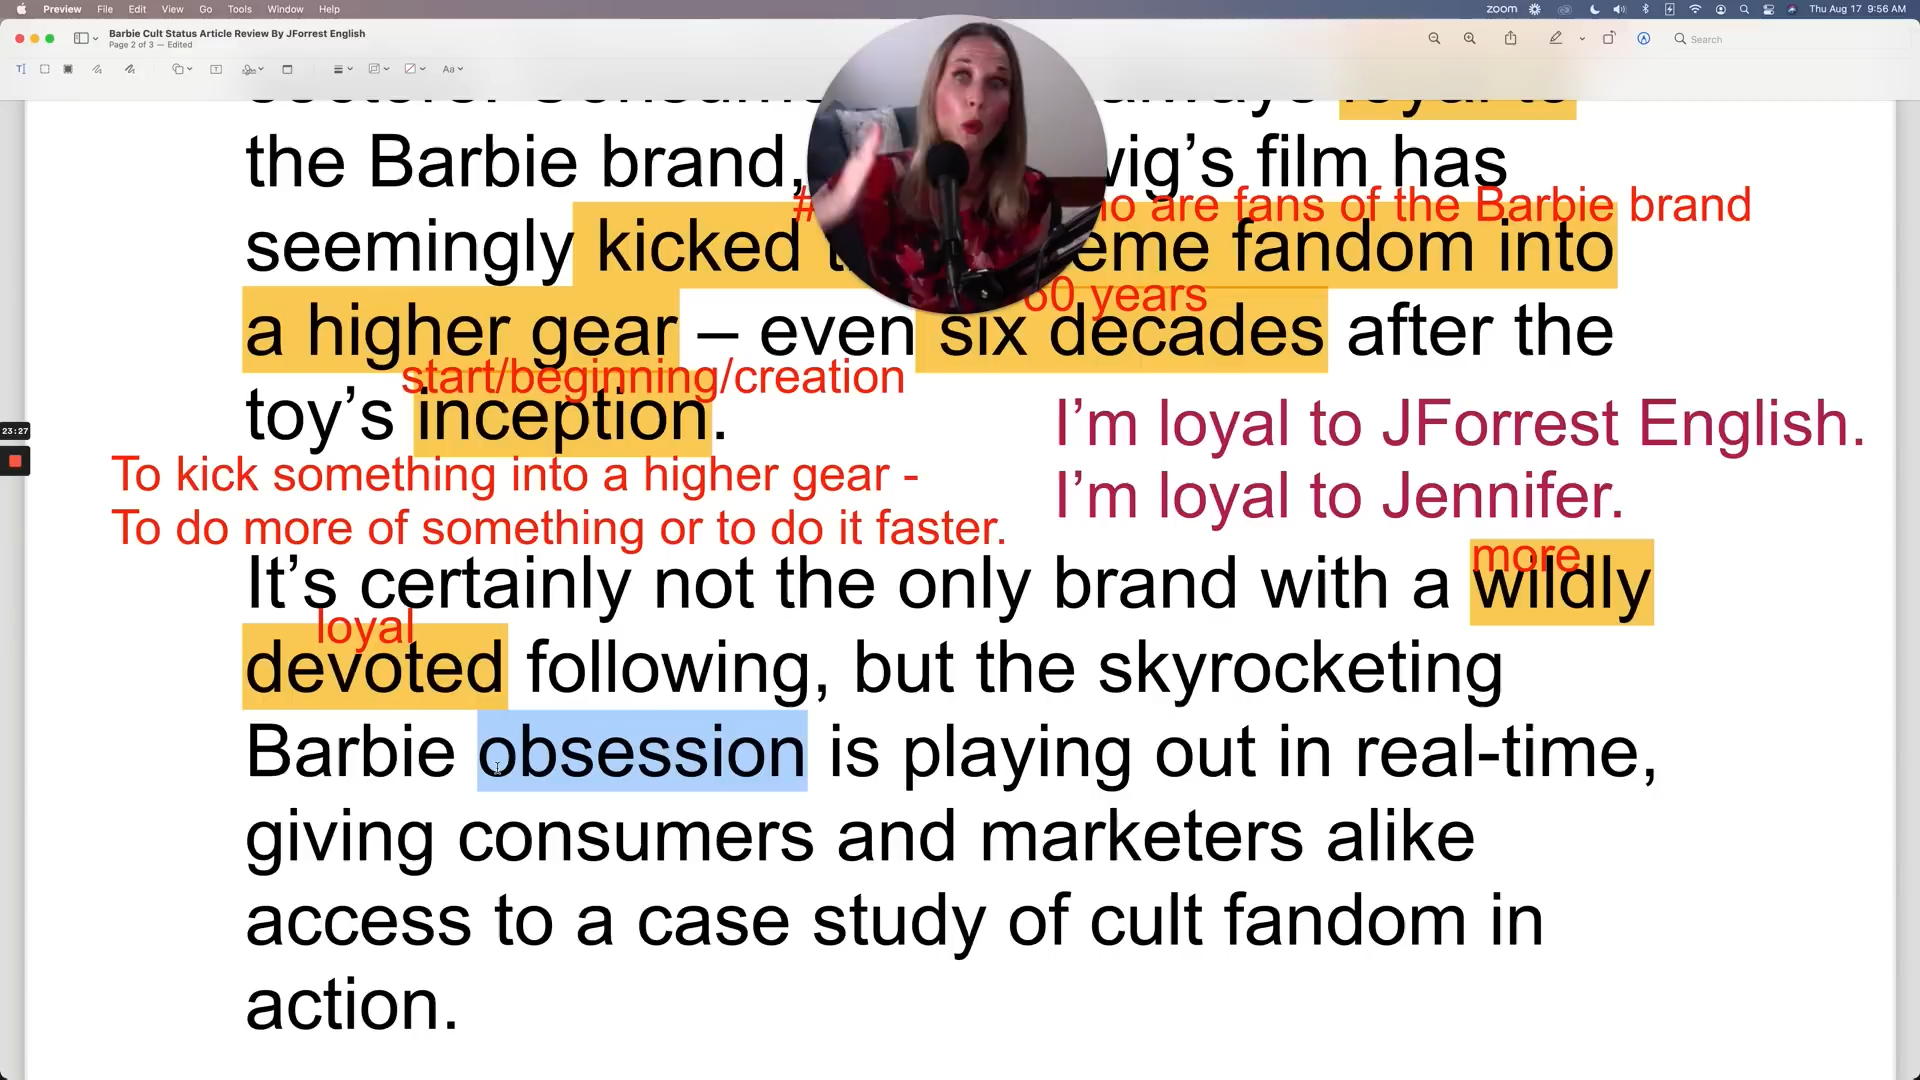 Preview File Edit View Go Tools Window Help
zoom Thu Aug 17 9:56 AM
Barbie Cult Status Article Review By JForrest English
Page 2 of 3 — Edited
Search
Aa
always loyal to
the Barbie brand, wig’s film has
# who are fans of the Barbie brand
seemingly kicked into
60 years
a higher gear – even six decades after the
start/beginning/creation
toy’s inception.
I’m loyal to JForrest English.
23:27
To kick something into a higher gear -
I’m loyal to Jennifer.
To do more of something or to do it faster.
more
It’s certainly not the only brand with a wildly
loyal
devoted following, but the skyrocketing
Barbie obsession is playing out in real-time,
giving consumers and marketers alike
access to a case study of cult fandom in
action.